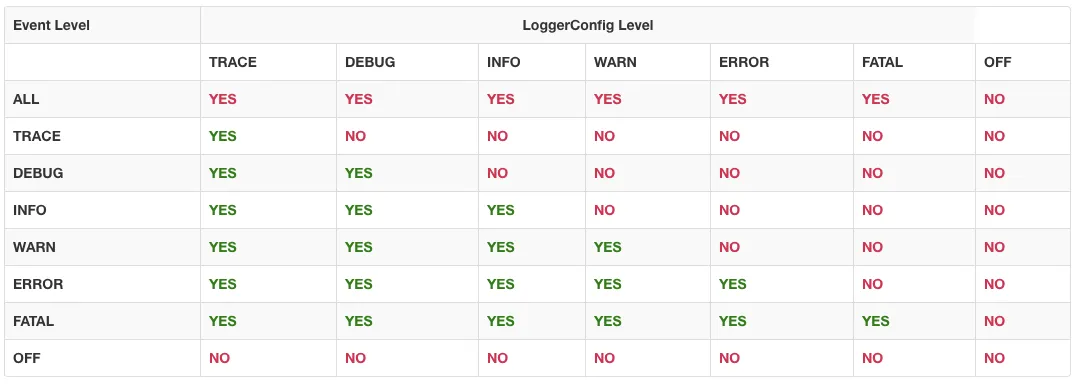 Event Level LoggerConfig Level
TRACE DEBUG INFO WARN ERROR FATAL OFF
ALL YES YES YES YES YES YES NO
TRACE YES NO NO NO NO NO NO
DEBUG YES YES NO NO NO NO NO
INFO YES YES YES NO NO NO NO
WARN YES YES YES YES NO NO NO
ERROR YES YES YES YES YES NO NO
FATAL YES YES YES YES YES YES NO
OFF NO NO NO NO NO NO NO